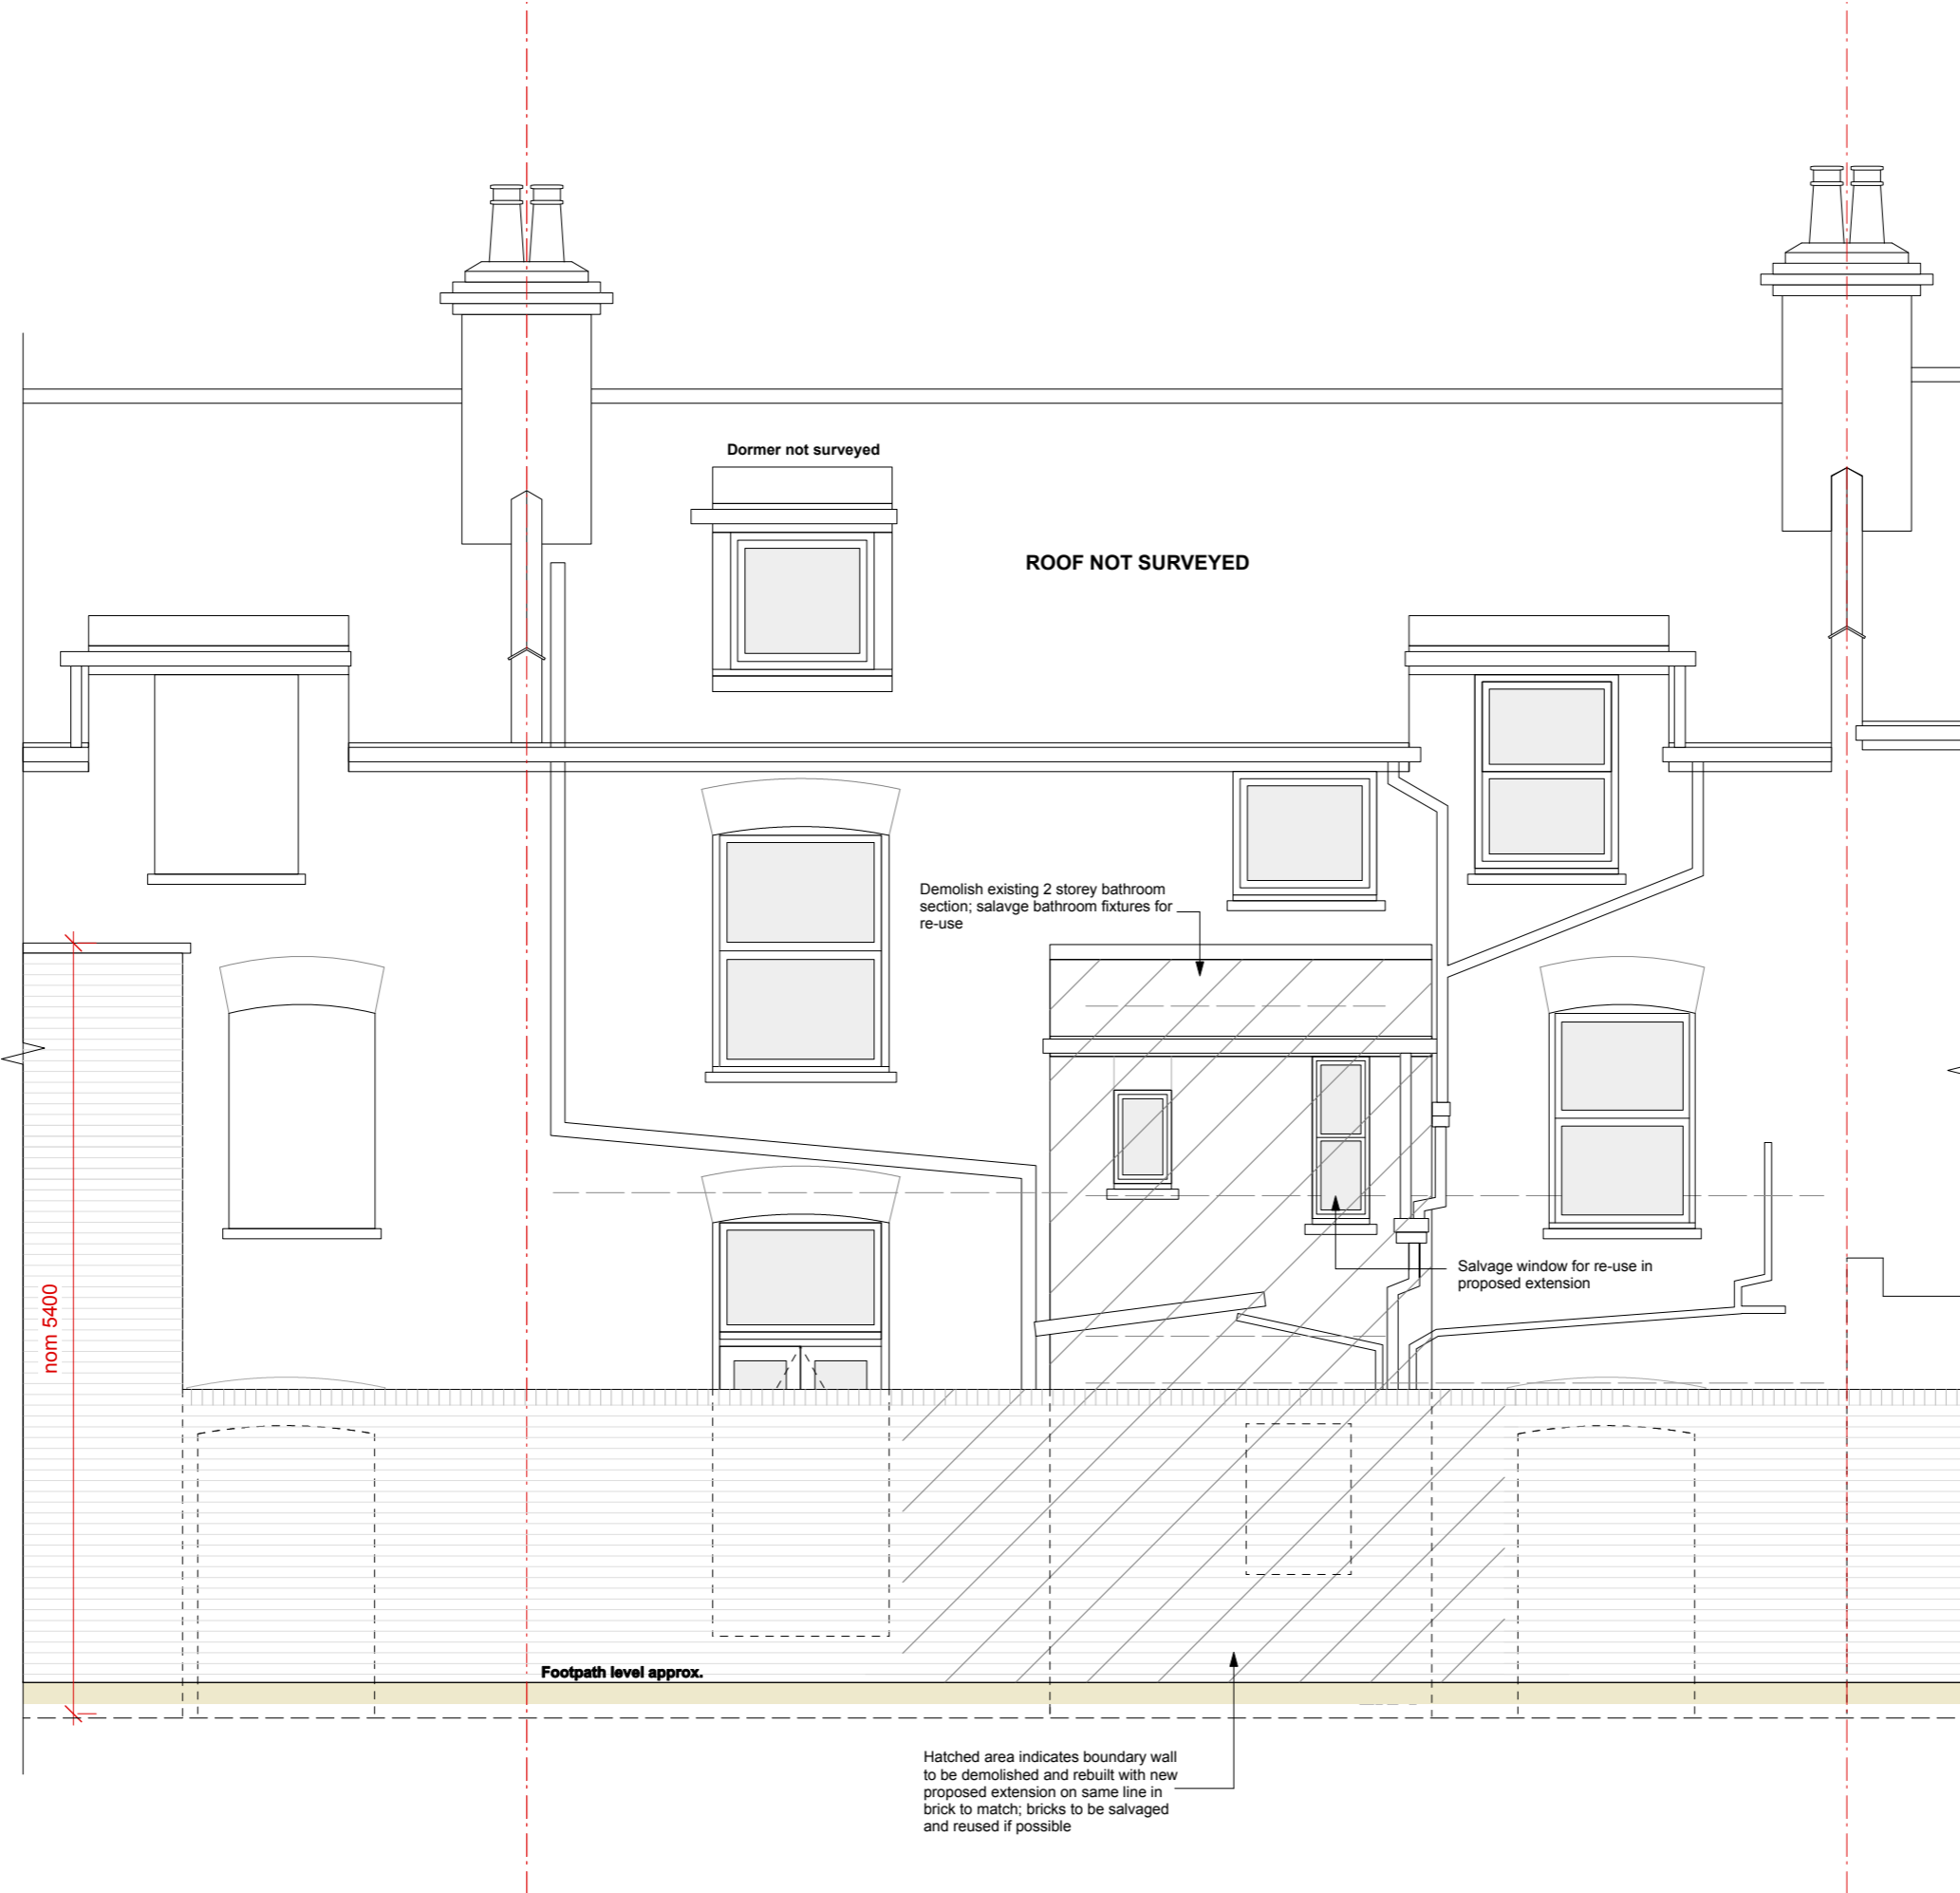 Dormer not surveyed
ROOF NOT SURVEYED
Demolish existing 2 storey bathroom
section; salavge bathroom fixtures for
re-use
Salvage window for re-use in
proposed extension
nom 5400
Footpath level approx.
Hatched area indicates boundary wall
to be demolished and rebuilt with new
proposed extension on same line in
brick to match; bricks to be salvaged
and reused if possible